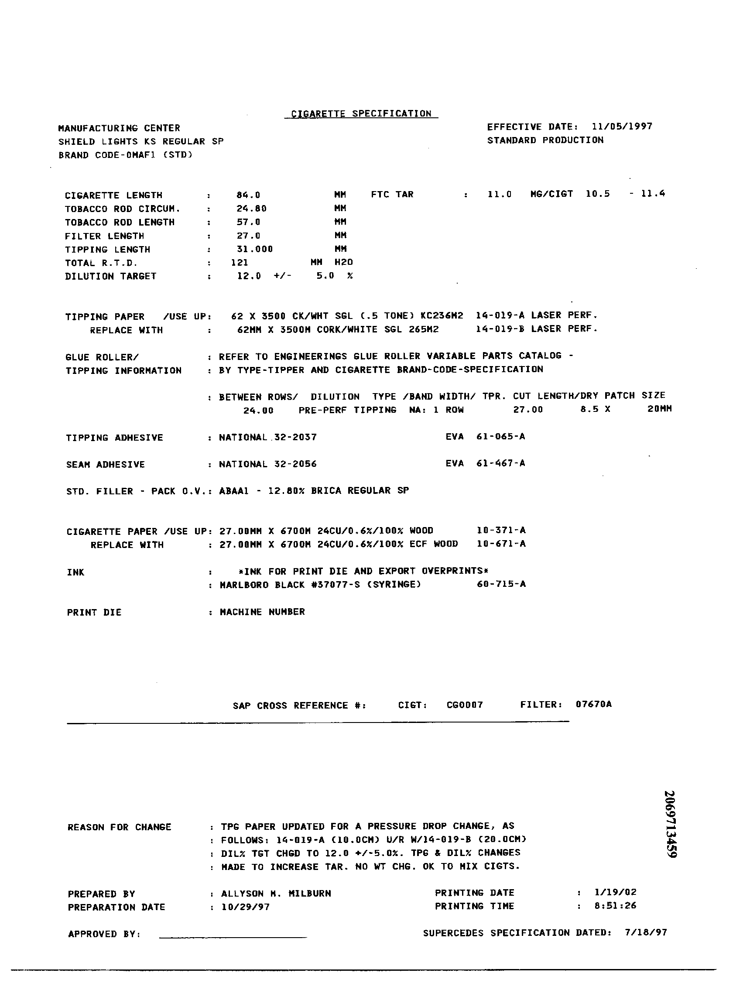 CIGARETTE SPECIFICATION
MANUFACTURING CENTER EFFECTIVE DATE: 11/05/1997
SHIELD LIGHTS KS REGULAR SP STANDARD PRODUCTION
BRAND CODE-OMAF1 (STD)
CIGARETTE LENGTH : 84.0 MM FTC TAR : 11.0 MG/CIGT 10.5 - 11.4
TOBACCO ROD CIRCUM. : 24.80 MM
TOBACCO ROD LENGTH : 57.0 MM
FILTER LENGTH : 27.0 MM
TIPPING LENGTH : 31.000 MM
TOTAL R.T.D. : 121 MM H2O
DILUTION TARGET : 12.0 +/- 5.0 %
TIPPING PAPER /USE UP: 62 X 3500 CK/WHT SGL (.5 TONE) KC236M2 14-019-A LASER PERF.
REPLACE WITH : 62MM X 3500M CORK/WHITE SGL 265M2 14-019-B LASER PERF.
GLUE ROLLER/ : REFER TO ENGINEERINGS GLUE ROLLER VARIABLE PARTS CATALOG -
TIPPING INFORMATION : BY TYPE-TIPPER AND CIGARETTE BRAND-CODE-SPECIFICATION
: BETWEEN ROWS/ DILUTION TYPE /BAND WIDTH/ TPR. CUT LENGTH/DRY PATCH SIZE
24.00 PRE-PERF TIPPING NA: 1 ROW 27.00 8.5 X 20MM
TIPPING ADHESIVE : NATIONAL 32-2037 EVA 61-065-A
SEAM ADHESIVE : NATIONAL 32-2056 EVA 61-467-A
STD. FILLER - PACK O.V.: ABAA1 - 12.80% BRICA REGULAR SP
CIGARETTE PAPER /USE UP: 27.00MM X 6700M 24CU/0.6%/100% WOOD 10-371-A
REPLACE WITH : 27.00MM X 6700M 24CU/0.6%/100% ECF WOOD 10-671-A
INK : *INK FOR PRINT DIE AND EXPORT OVERPRINTS*
: MARLBORO BLACK #37077-S (SYRINGE) 60-715-A
PRINT DIE : MACHINE NUMBER
SAP CROSS REFERENCE #: CIGT: CG0007 FILTER: 07670A
REASON FOR CHANGE : TPG PAPER UPDATED FOR A PRESSURE DROP CHANGE, AS
: FOLLOWS: 14-019-A (10.0CM) U/R W/14-019-B (20.0CM)
: DIL% TGT CHGD TO 12.0 +/-5.0%. TPG & DIL% CHANGES
: MADE TO INCREASE TAR. NO WT CHG. OK TO MIX CIGTS.
PREPARED BY : ALLYSON M. MILBURN PRINTING DATE : 1/19/02
PREPARATION DATE : 10/29/97 PRINTING TIME : 8:51:26
APPROVED BY: SUPERCEDES SPECIFICATION DATED: 7/18/97
2069713459